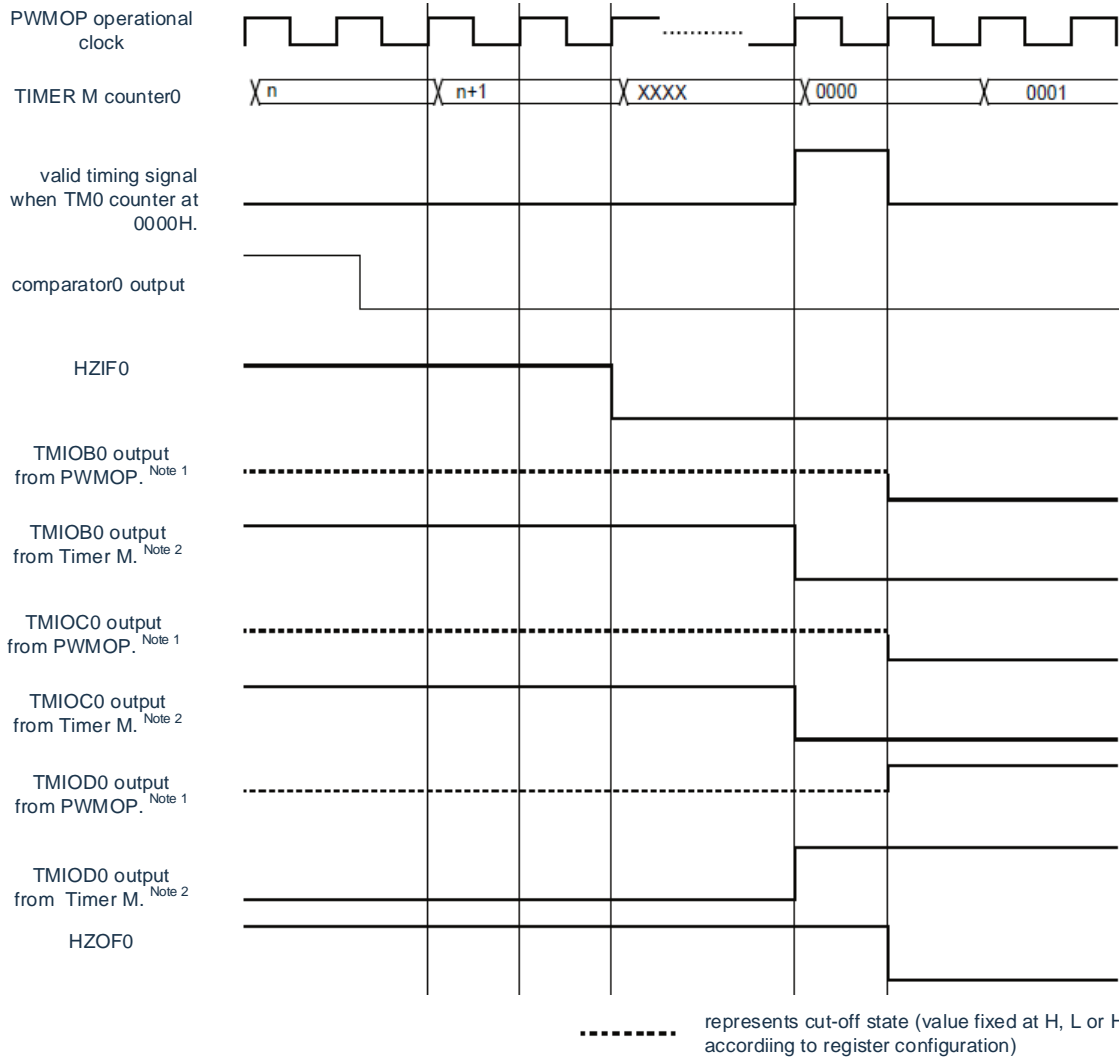 PWMOP operational
clock
TIMER M counter0
n
n+1
XXXX
0000
0001
valid timing signal
when TM0 counter at
0000H.
comparator0 output
HZIF0
TMIOB0 output
from PWMOP. Note 1
TMIOB0 output
from Timer M. Note 2
TMIOC0 output
from PWMOP. Note 1
TMIOC0 output
from Timer M. Note 2
TMIOD0 output
from PWMOP. Note 1
TMIOD0 output
from Timer M. Note 2
HZOF0
represents cut-off state (value fixed at H, L or H
accordiing to register configuration)